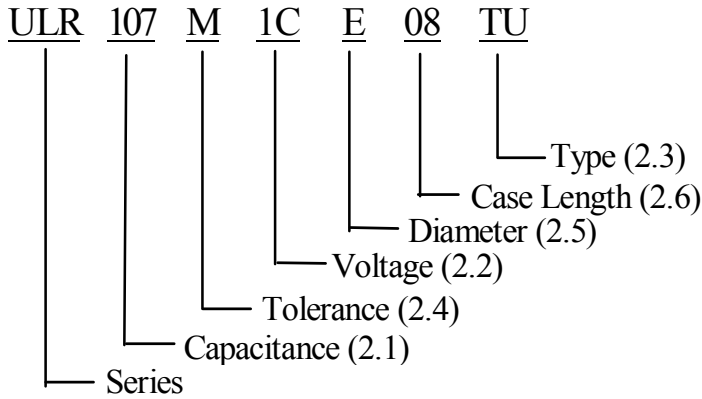 ULR 107 M 1C E 08 TU
Type (2.3)
Case Length (2.6)
Diameter (2.5)
Voltage (2.2)
Tolerance (2.4)
Capacitance (2.1)
Series